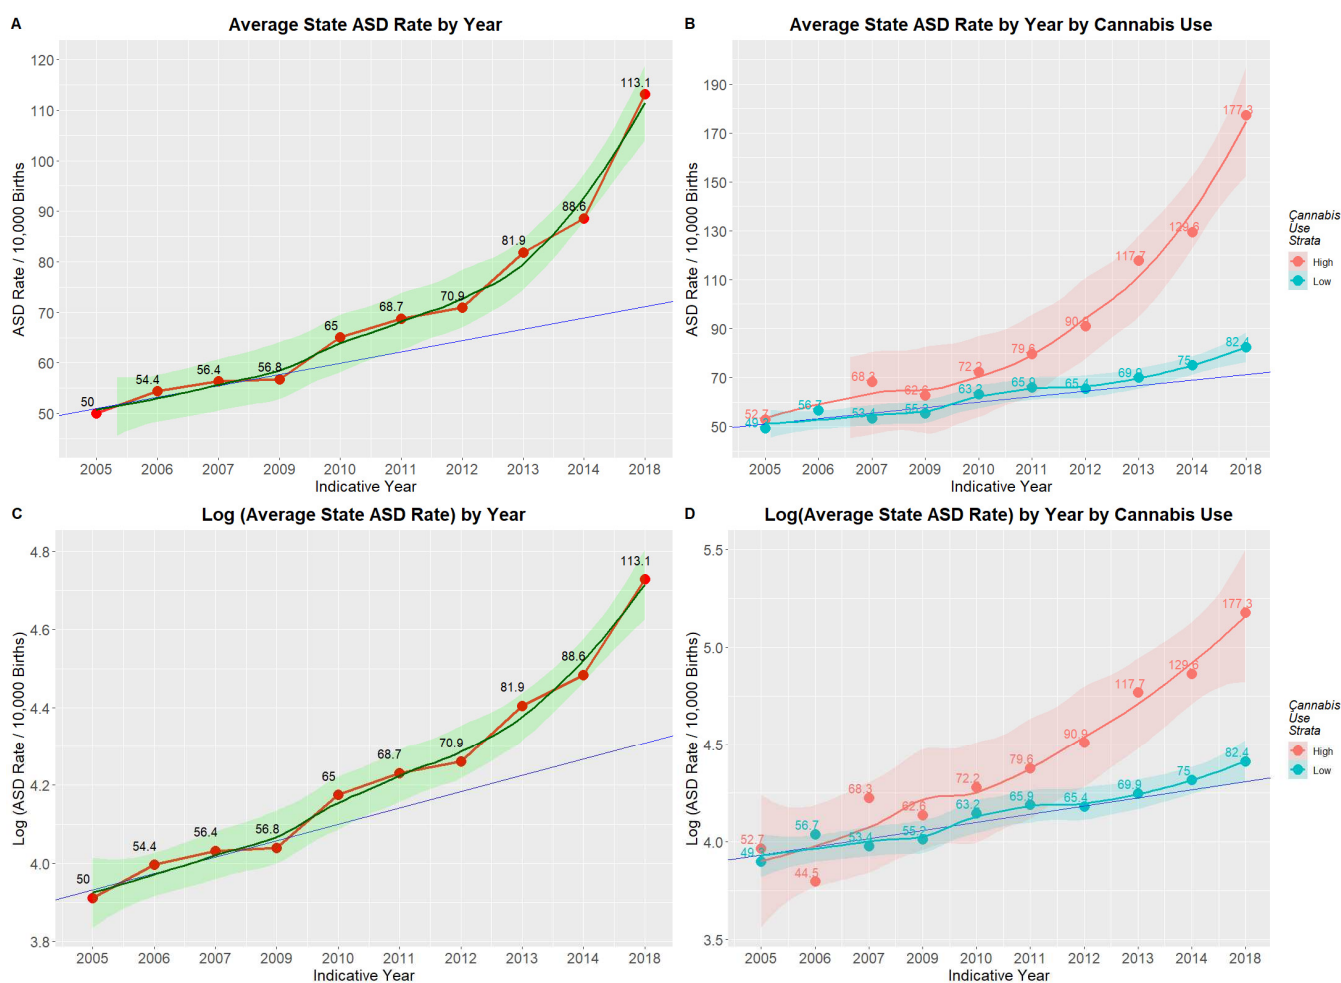 A
Average State ASD Rate by Year
ASD Rate / 10,000 Births
120
110
100
90
80
70
60
50
50
54.4
56.4
56.8
65
68.7
70.9
81.9
88.6
113.1
2005 2006 2007 2009 2010 2011 2012 2013 2014 2018
Indicative Year
B
Average State ASD Rate by Year by Cannabis Use
ASD Rate / 10,000 Births
190
170
150
130
110
90
70
50
52.7
68.3
62.6
72.2
79.6
90.9
117.7
129.6
177.3
56.7
53.4
55.2
63.2
65.9
65.4
69.9
75
82.4
2005 2006 2007 2009 2010 2011 2012 2013 2014 2018
Indicative Year
Cannabis
Use
Strata
High
Low
C
Log (Average State ASD Rate) by Year
Log (ASD Rate / 10,000 Births)
4.8
4.6
4.4
4.2
4.0
3.8
50
54.4
56.4
56.8
65
68.7
70.9
81.9
88.6
113.1
2005 2006 2007 2009 2010 2011 2012 2013 2014 2018
Indicative Year
D
Log(Average State ASD Rate) by Year by Cannabis Use
Log (ASD Rate / 10,000 Births)
5.5
5.0
4.5
4.0
3.5
52.7
44.5
68.3
62.6
72.2
79.6
90.9
117.7
129.6
177.3
56.7
53.4
55.2
63.2
65.9
65.4
69.9
75
82.4
2005 2006 2007 2009 2010 2011 2012 2013 2014 2018
Indicative Year
Cannabis
Use
Strata
High
Low